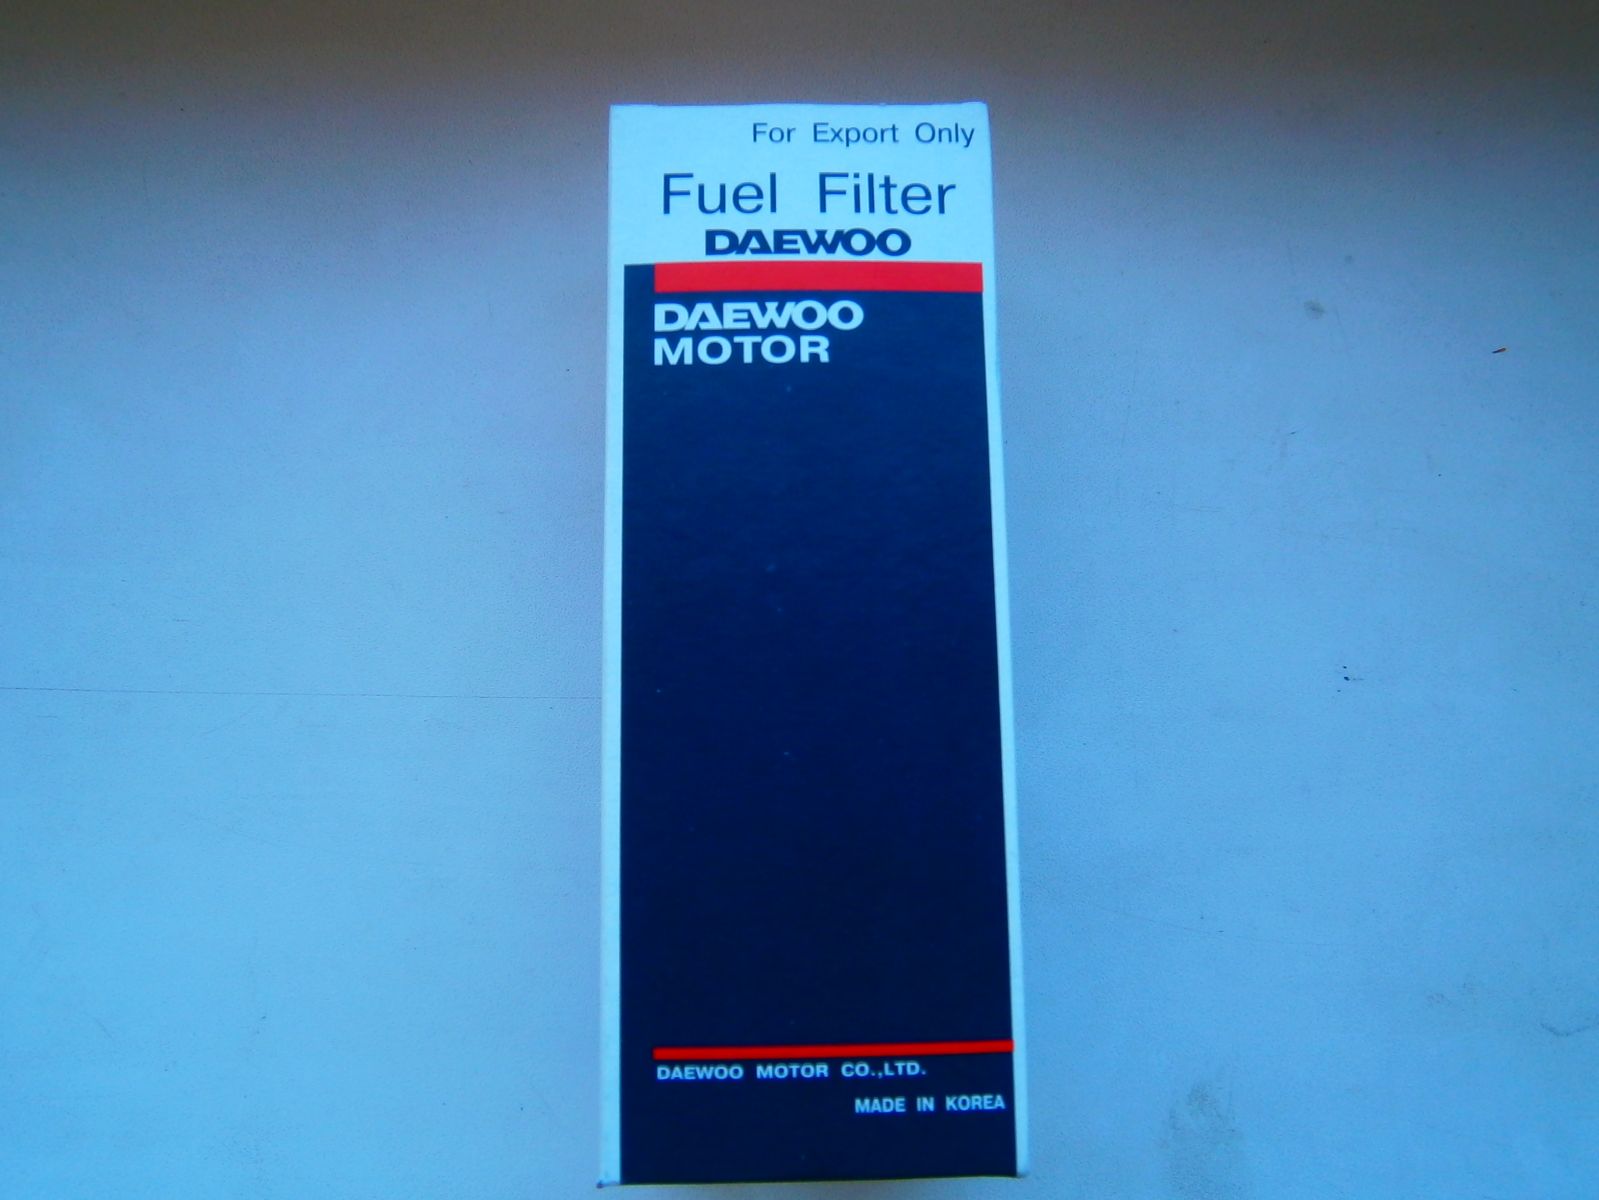 For Export Only
Fuel Filter
DAEWOO
DAEWOO
MOTOR
DAEWOO MOTOR CO.,LTD.
MADE IN KOREA